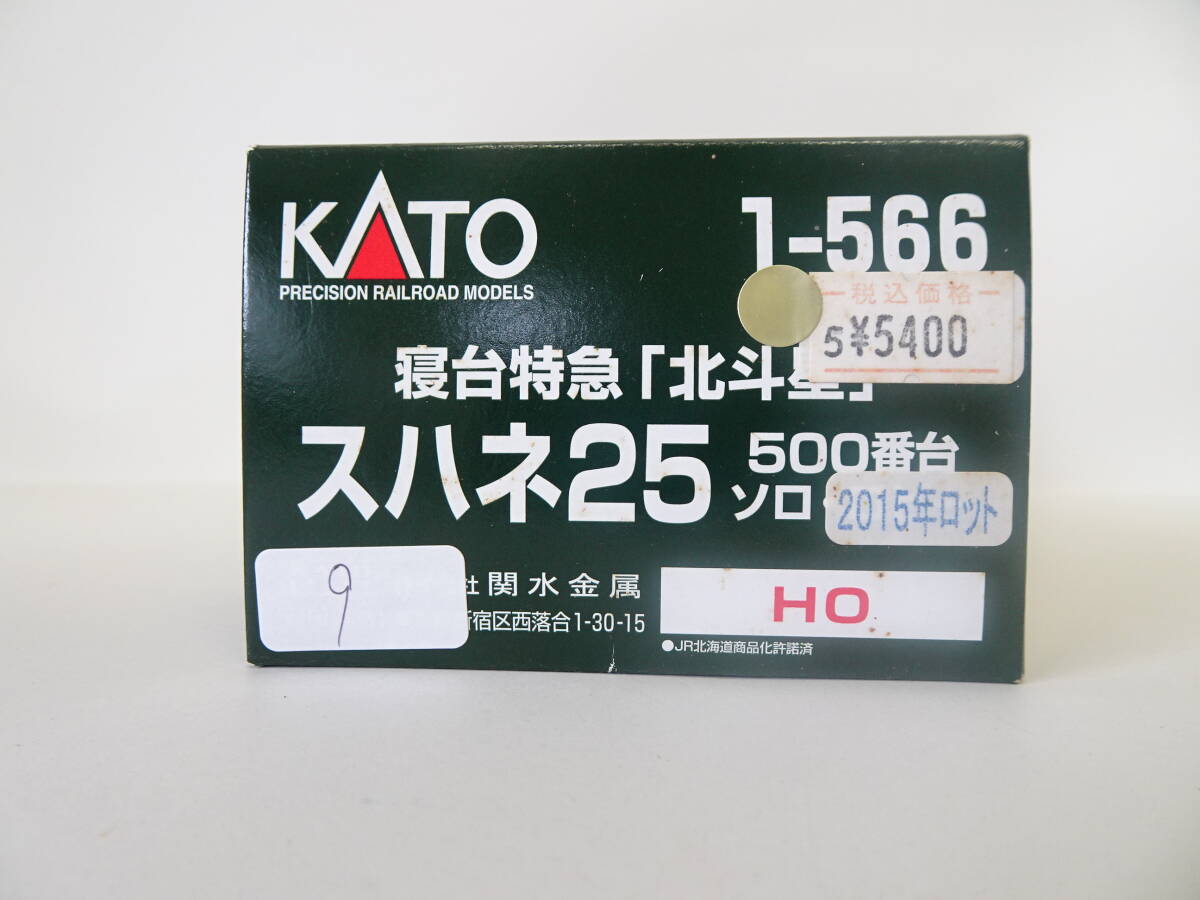 KATO
PRECISION RAILROAD MODELS
1-566
税込価格
5¥5400
寝台特急「北斗星」
スハネ25
500番台
ソロ・
2015年ロット
9
社 関水金属
新宿区西落合1-30-15
HO
●JR北海道商品化許諾済